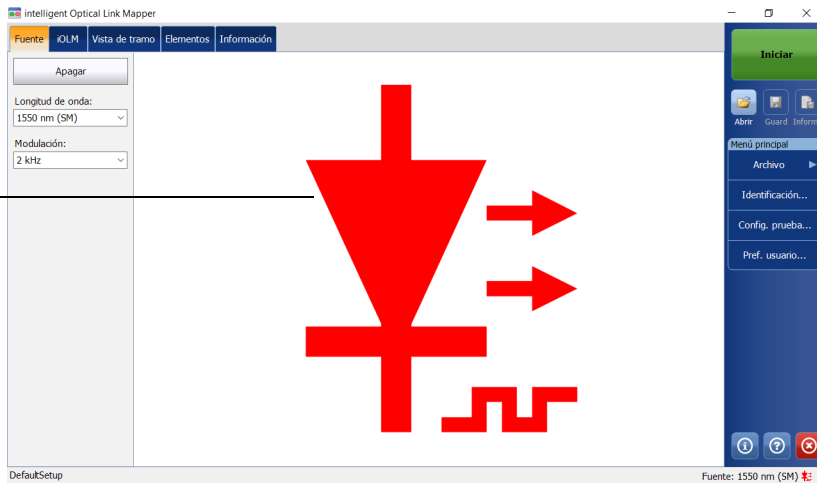 intelligent Optical Link Mapper
Fuente iOLM Vista de tramo Elementos Información
Apagar
Longitud de onda:
1550 nm (SM)
Modulación:
2 kHz
Iniciar
Abrir Guard Inform
Menú principal
Archivo
Identificación...
Config. prueba...
Pref. usuario...
DefaultSetup
Fuente: 1550 nm (SM)